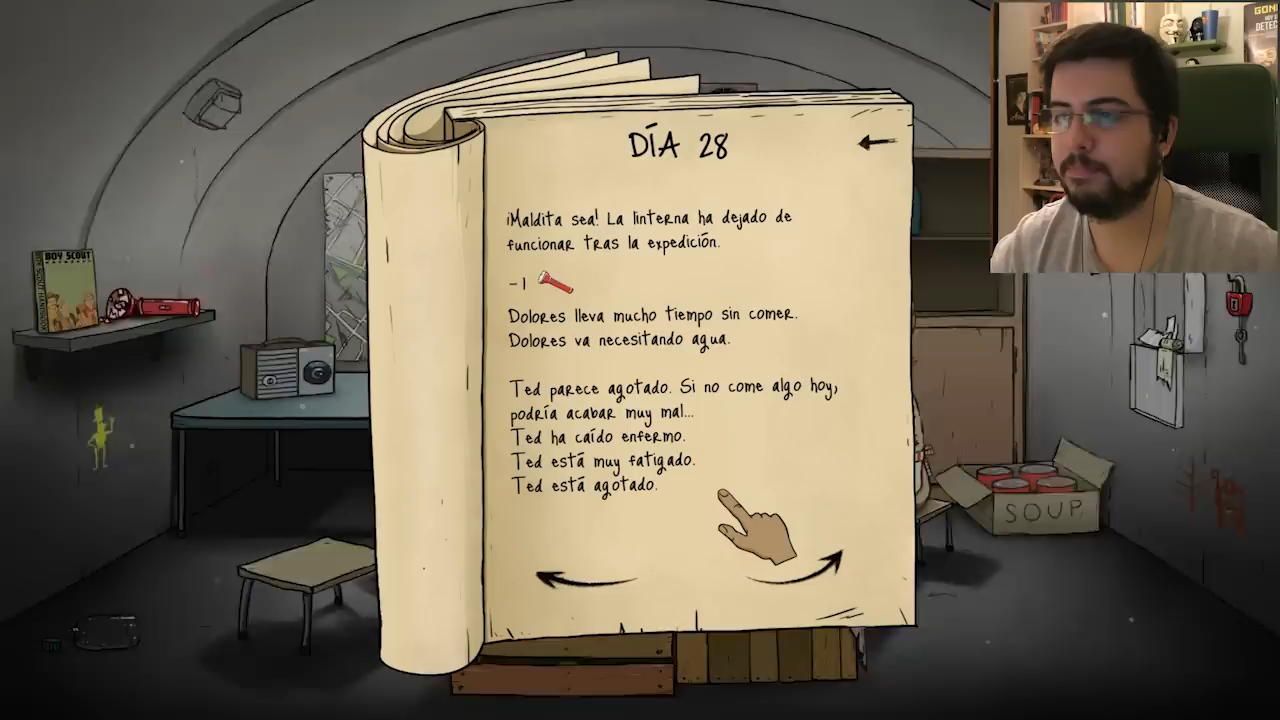 DÍA 28
¡Maldita sea! La linterna ha dejado de
funcionar tras la expedición.
-1
Dolores lleva mucho tiempo sin comer.
Dolores va necesitando agua.
Ted parece agotado. Si no come algo hoy,
podría acabar muy mal...
Ted ha caído enfermo.
Ted está muy fatigado.
Ted está agotado.
BOY SCOUT
SOUP